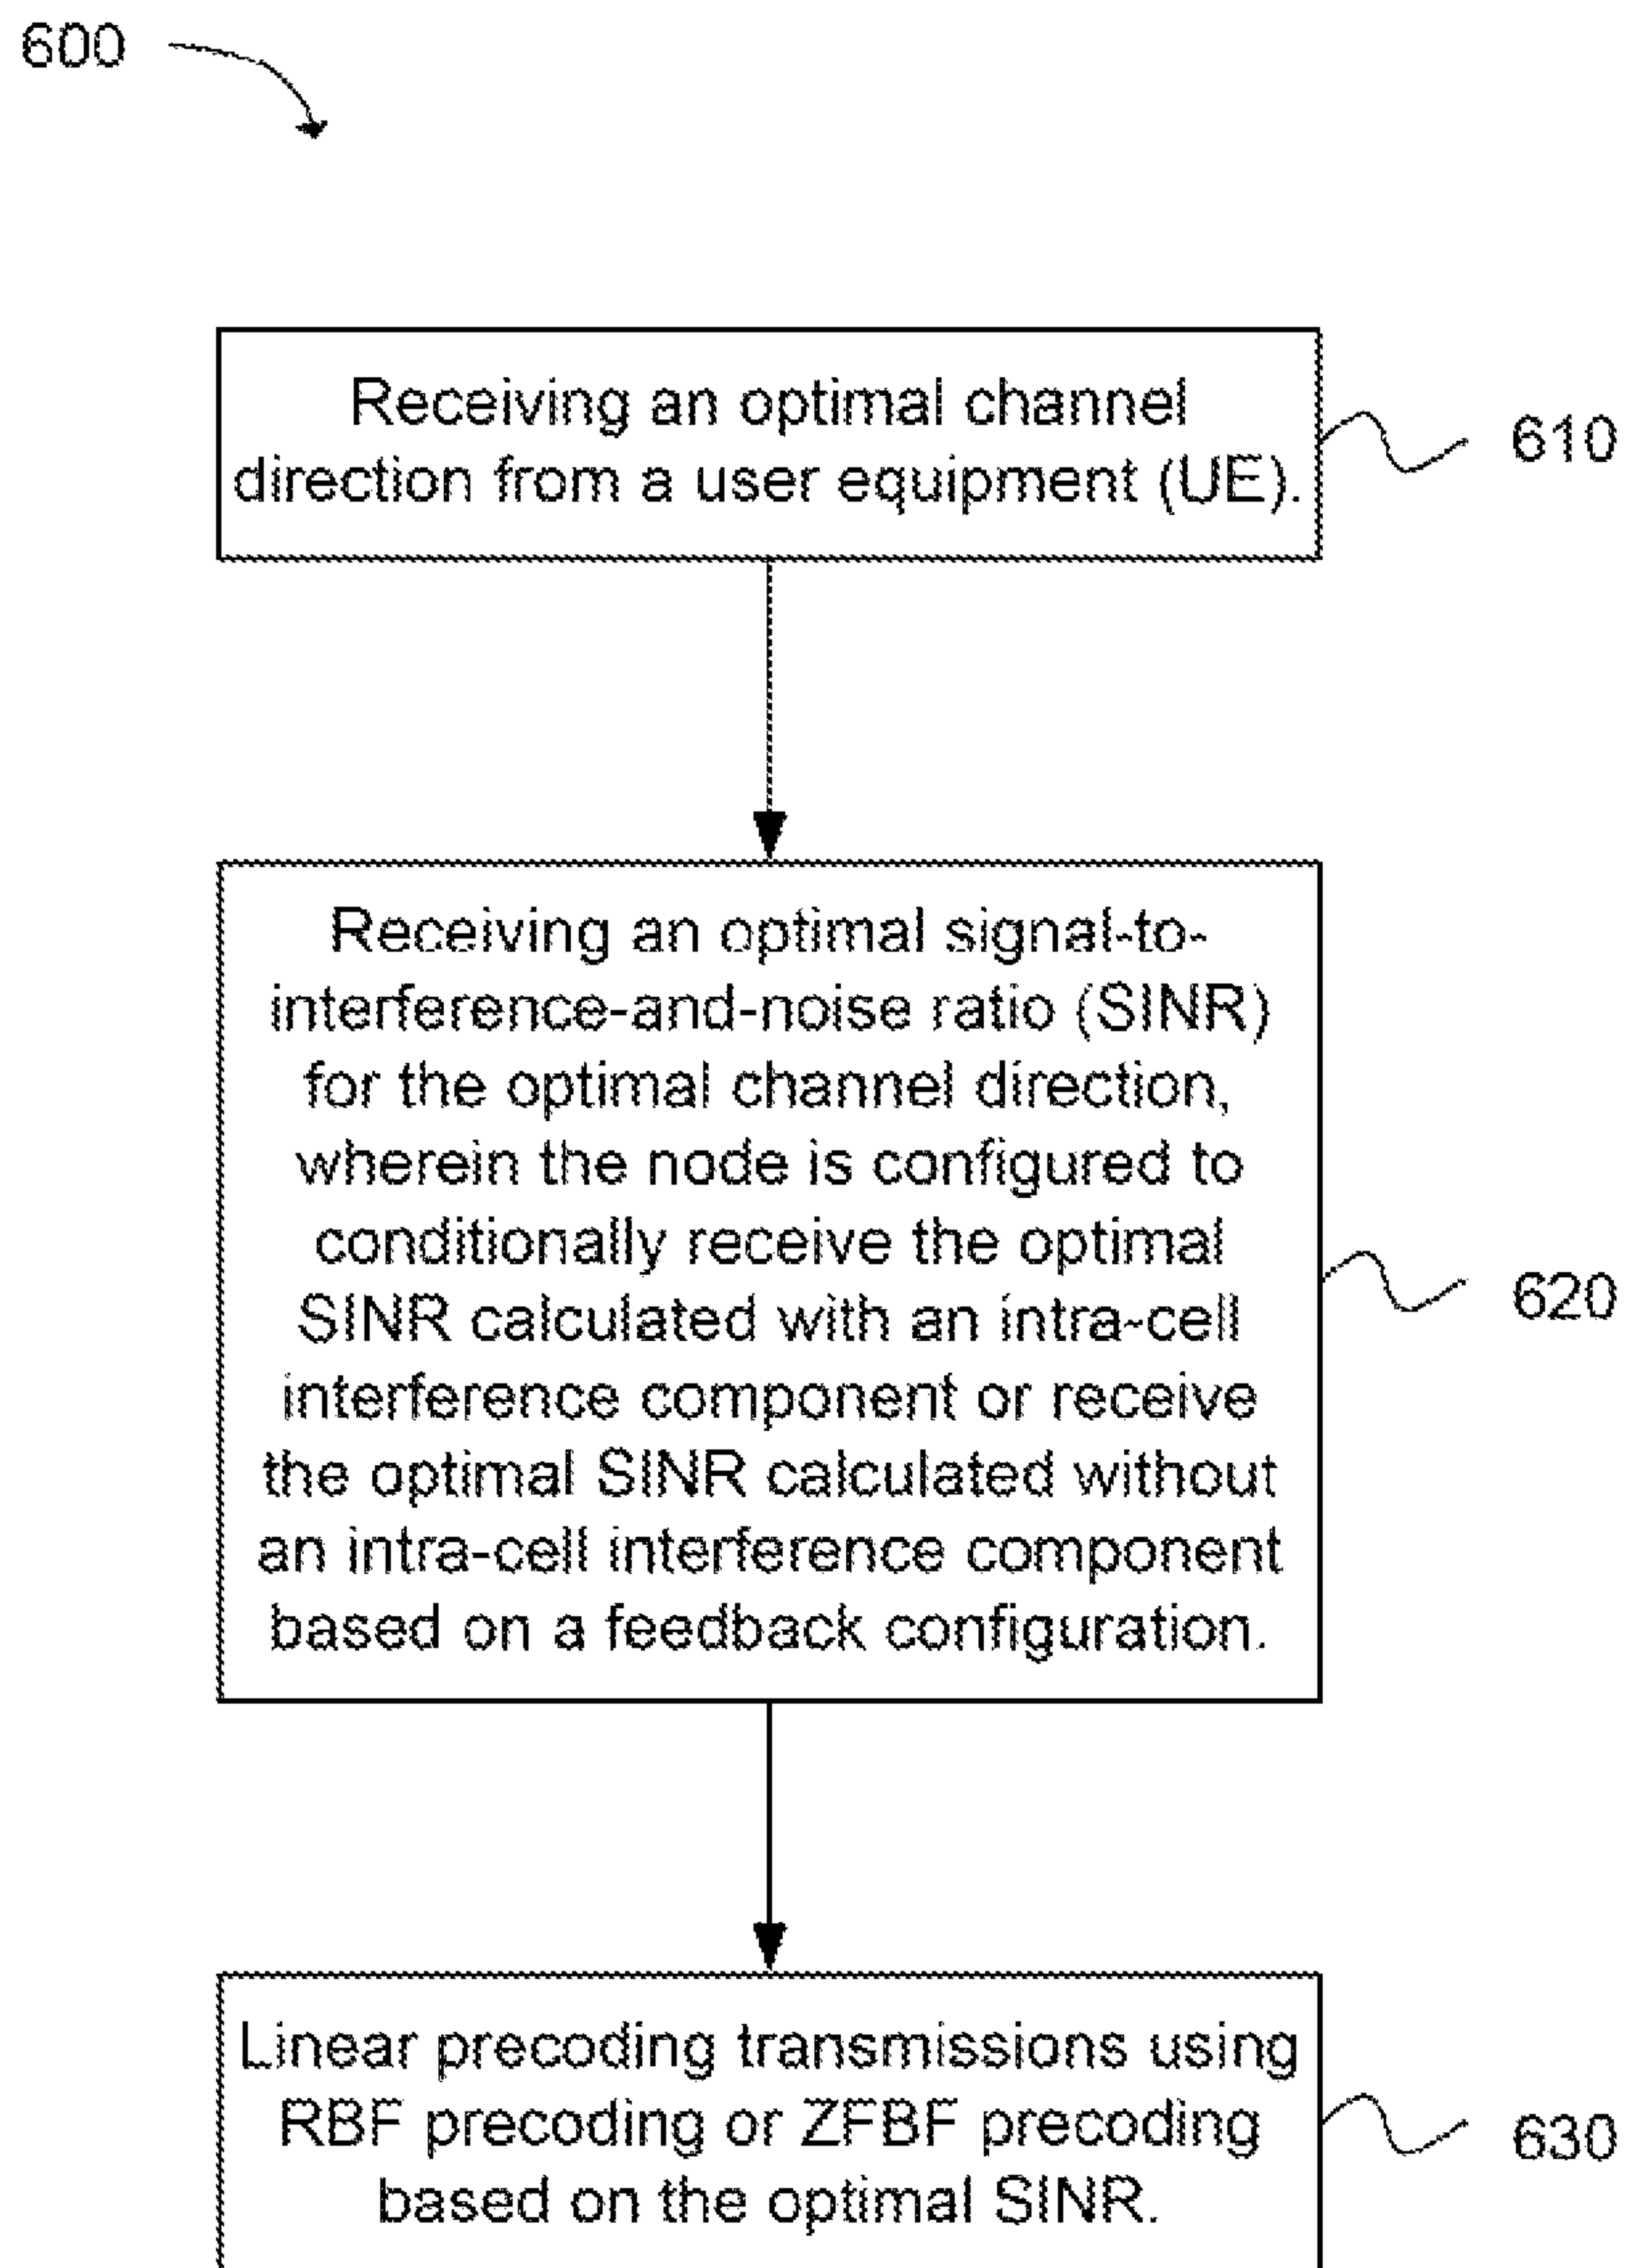 600
Receiving an optimal channel
direction from a user equipment (UE).
610
Receiving an optimal signal-to-
interference-and-noise ratio (SINR)
for the optimal channel direction,
wherein the node is configured to
conditionally receive the optimal
SINR calculated with an intra-cell
interference component or receive
the optimal SINR calculated without
an intra-cell interference component
based on a feedback configuration.
620
Linear precoding transmissions using
RBF precoding or ZFBF precoding
based on the optimal SINR.
630